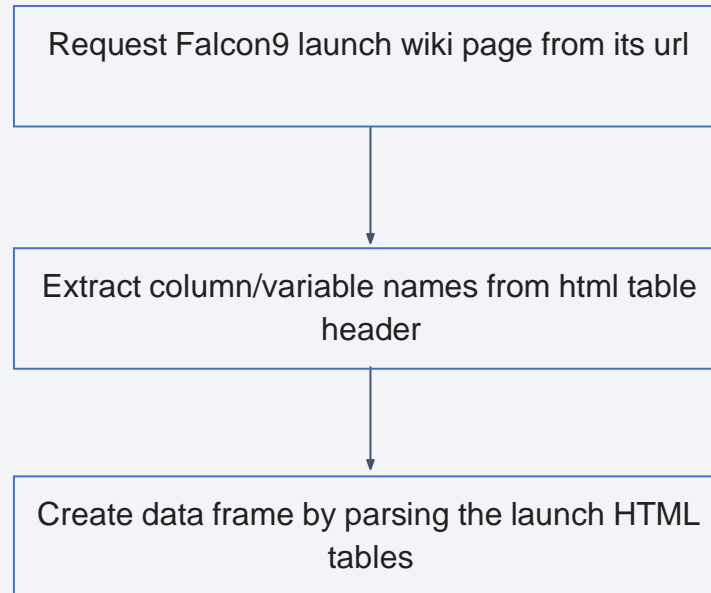 Request Falcon9 launch wiki page from its url
Extract column/variable names from html table
header
Create data frame by parsing the launch HTML
tables